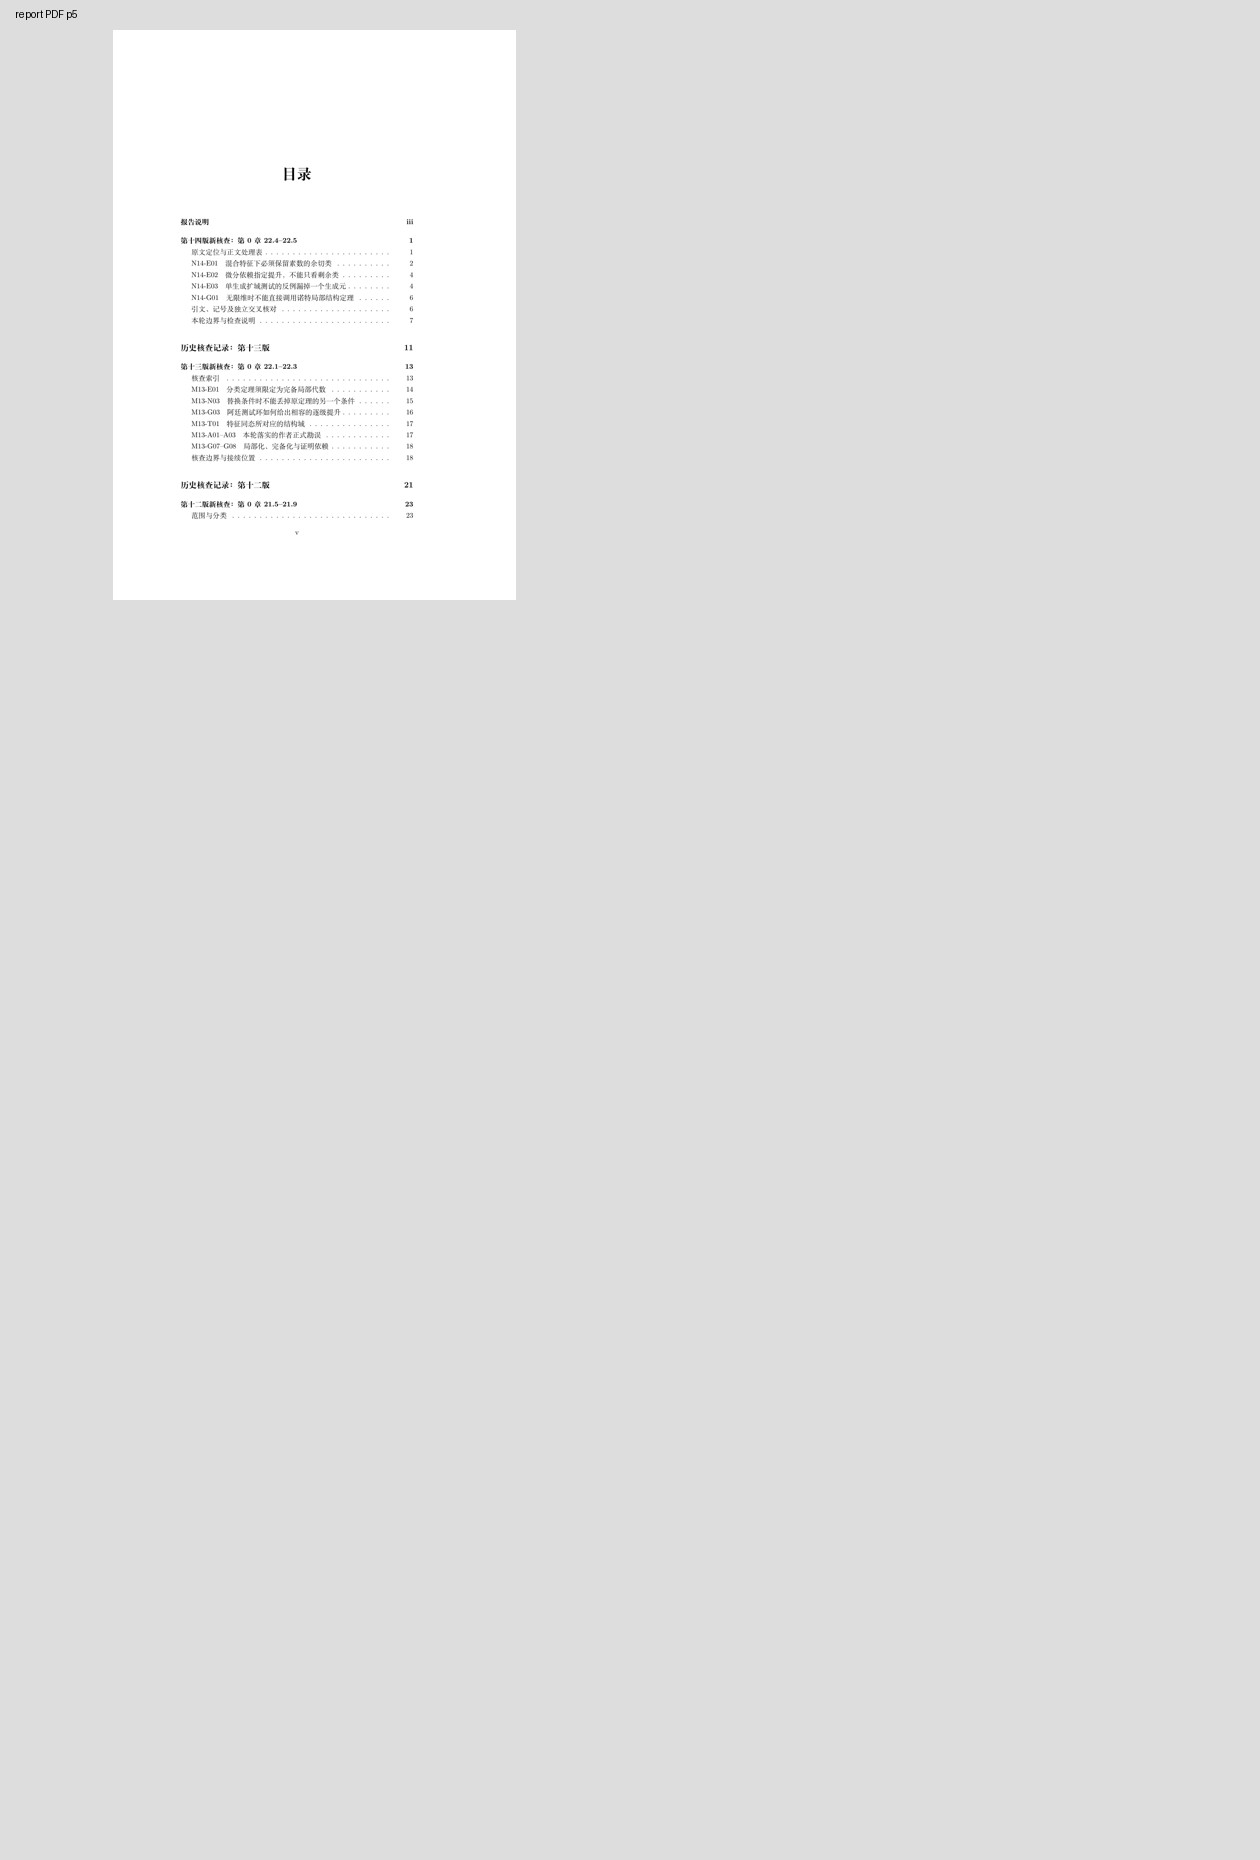 report PDF p5
目录
报告说明 iii
第十四版新核查：第 0 章 22.4–22.5 1
原文定位与正文处理表 . . . . . . . . . . . . . . . . . . . . . . . 1
N14-E01 混合特征下必须保留素数的余切类 . . . . . . . . . . 2
N14-E02 微分依赖指定提升，不能只看剩余类 . . . . . . . . . 4
N14-E03 单生成扩域测试的反例漏掉一个生成元 . . . . . . . . 4
N14-G01 无限维时不能直接调用诺特局部结构定理 . . . . . . 6
引文、记号及独立交叉核对 . . . . . . . . . . . . . . . . . . . . 6
本轮边界与检查说明 . . . . . . . . . . . . . . . . . . . . . . . . 7
历史核查记录：第十三版 11
第十三版新核查：第 0 章 22.1–22.3 13
核查索引 . . . . . . . . . . . . . . . . . . . . . . . . . . . . . . 13
M13-E01 分类定理须限定为完备局部代数 . . . . . . . . . . . 14
M13-N03 替换条件时不能丢掉原定理的另一个条件 . . . . . . 15
M13-G03 阿廷测试环如何给出相容的逐级提升 . . . . . . . . . 16
M13-T01 特征同态所对应的结构域 . . . . . . . . . . . . . . . 17
M13-A01–A03 本轮落实的作者正式勘误 . . . . . . . . . . . . 17
M13-G07–G08 局部化、完备化与证明依赖 . . . . . . . . . . . 18
核查边界与接续位置 . . . . . . . . . . . . . . . . . . . . . . . . 18
历史核查记录：第十二版 21
第十二版新核查：第 0 章 21.5–21.9 23
范围与分类 . . . . . . . . . . . . . . . . . . . . . . . . . . . . . 23
v